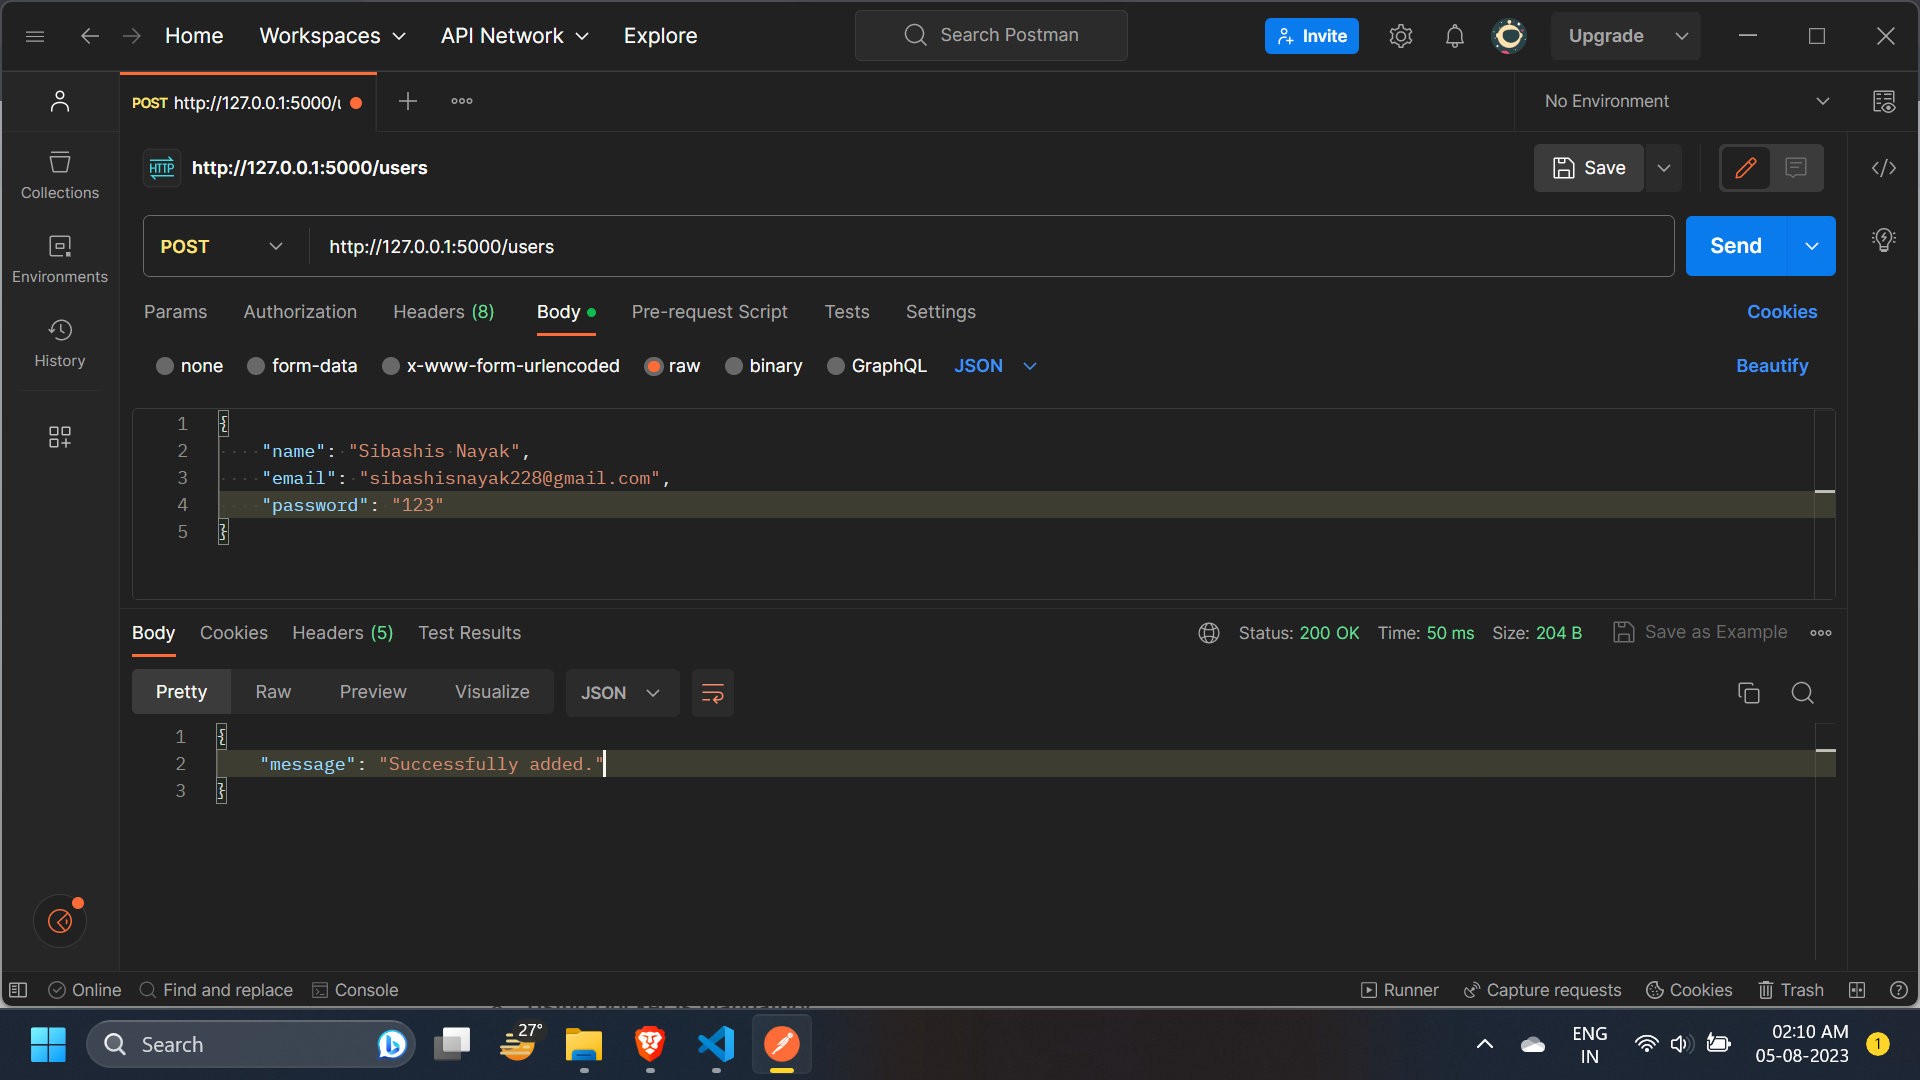 Home Workspaces API Network Explore Search Postman Invite Upgrade
POST http://127.0.0.1:5000/u No Environment
HTTP http://127.0.0.1:5000/users Save
Collections
POST http://127.0.0.1:5000/users Send
Environments
Params Authorization Headers (8) Body Pre-request Script Tests Settings Cookies
History
none form-data x-www-form-urlencoded raw binary GraphQL JSON Beautify
1 {
2 "name": "Sibashis Nayak",
3 "email": "sibashisnayak228@gmail.com",
4 "password": "123"
5 }
Body Cookies Headers (5) Test Results Status: 200 OK Time: 50 ms Size: 204 B Save as Example
Pretty Raw Preview Visualize JSON
1 {
2 "message": "Successfully added."
3 }
Online Find and replace Console Runner Capture requests Cookies Trash
Search 27° ENG IN 02:10 AM 05-08-2023 1